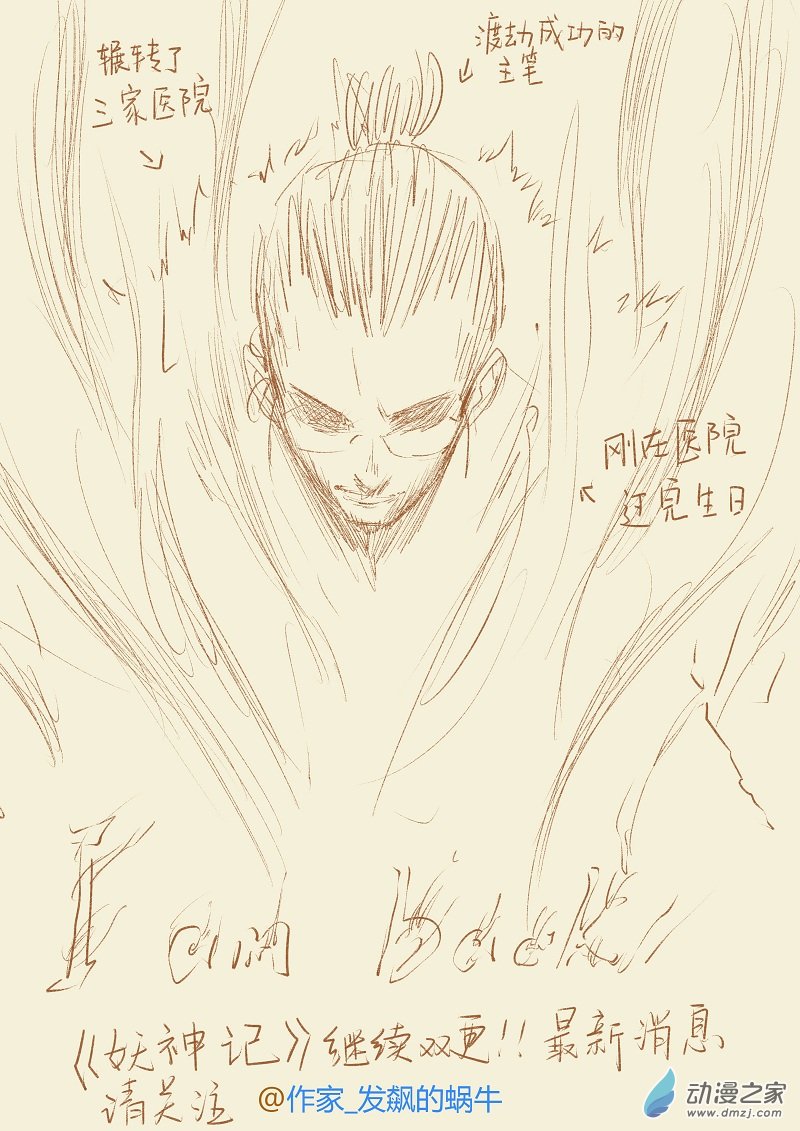 辗转了
三家医院
渡劫成功的
主笔
刚在医院
过完生日
《妖神记》继续双更!!最新消息
请关注 @作家_发飙的蜗牛
动漫之家
www.dmzj.com